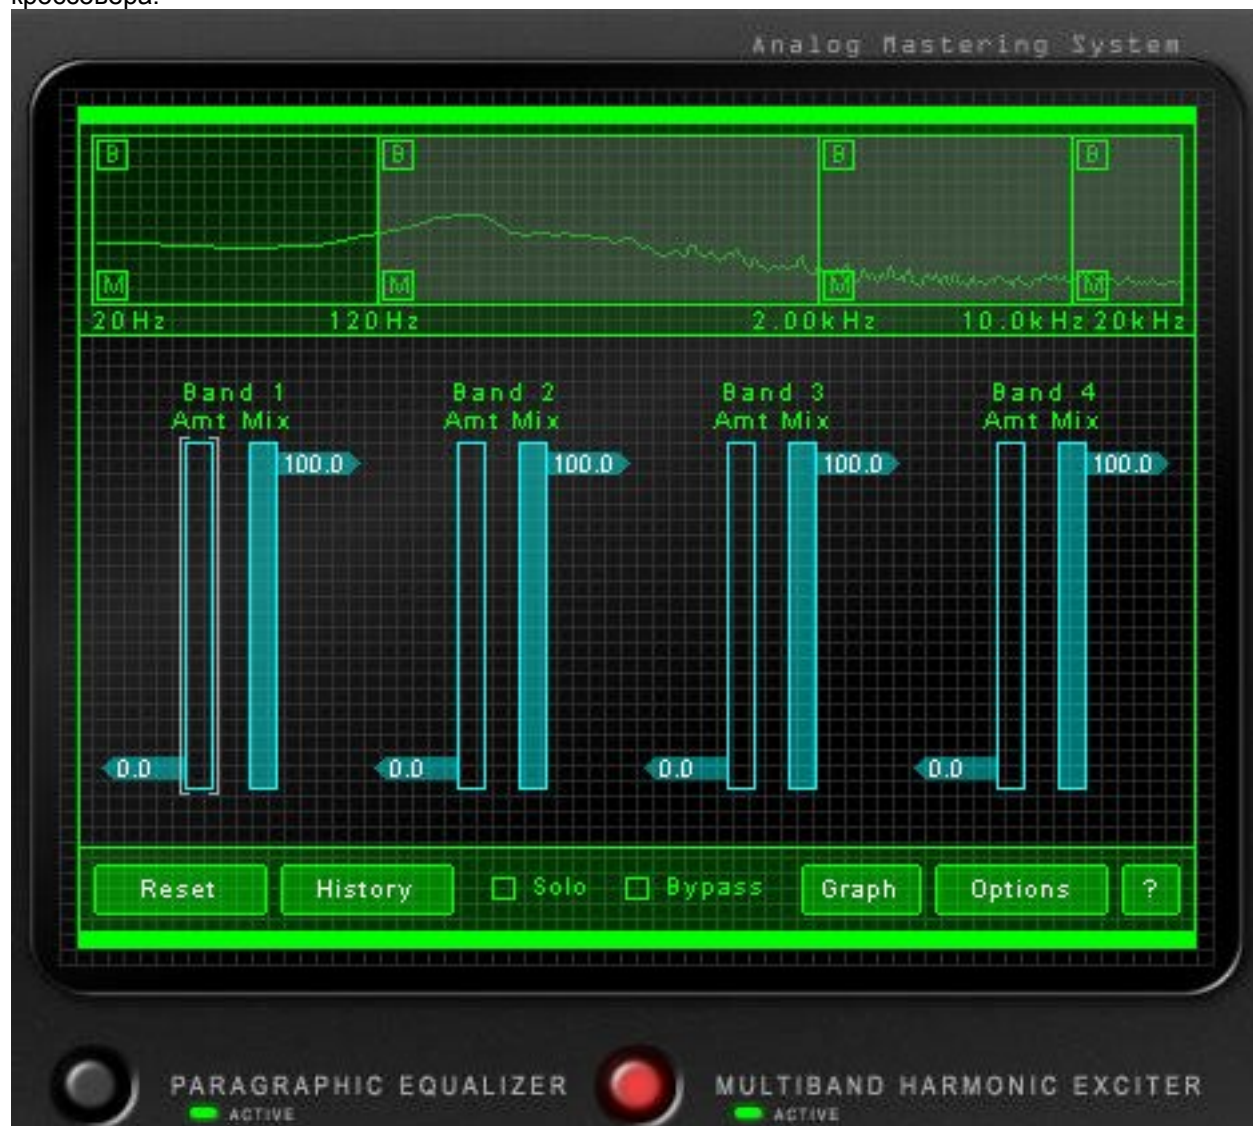 кроссовера.
Analog Mastering System
B B B B
M M M M
20Hz 120Hz 2.00kHz 10.0kHz 20kHz
Band 1 Band 2 Band 3 Band 4
Amt Mix Amt Mix Amt Mix Amt Mix
100.0 100.0 100.0 100.0
0.0 0.0 0.0 0.0
Reset History Solo Bypass Graph Options ?
PARAGRAPHIC EQUALIZER MULTIBAND HARMONIC EXCITER
ACTIVE ACTIVE